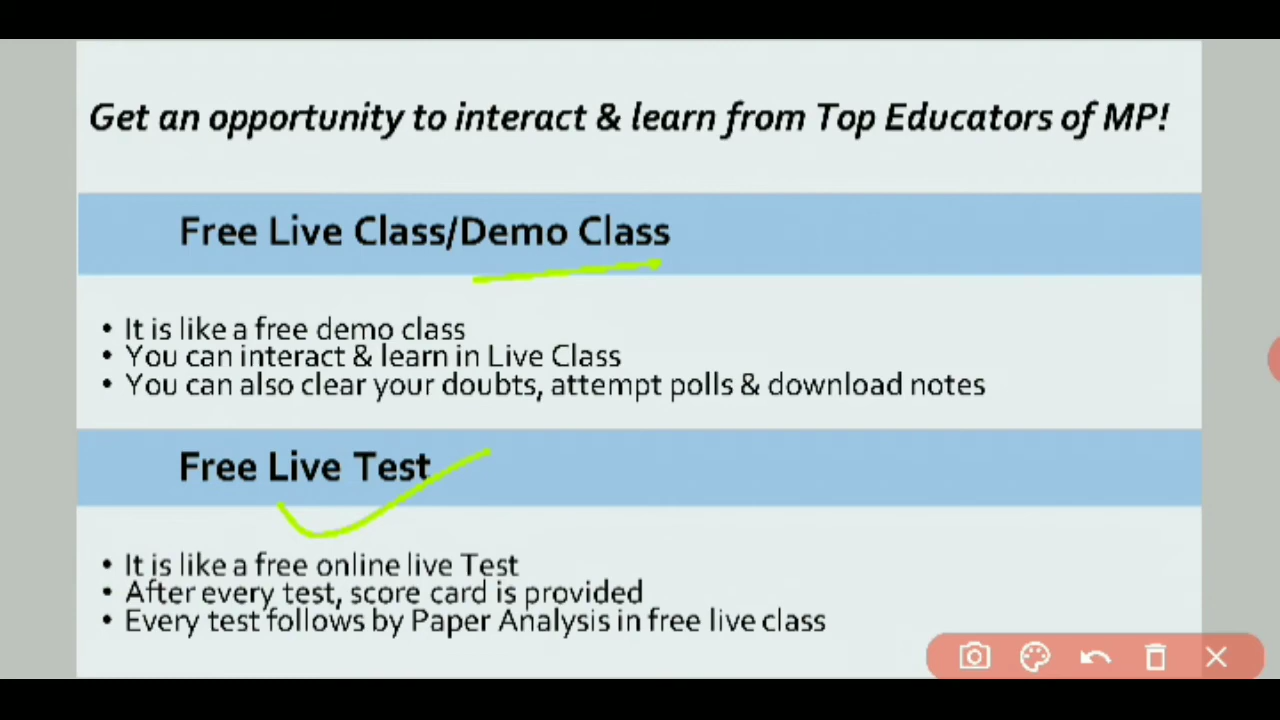 Get an opportunity to interact & learn from Top Educators of MP!
Free Live Class/Demo Class
• It is like a free demo class
• You can interact & learn in Live Class
• You can also clear your doubts, attempt polls & download notes
Free Live Test
• It is like a free online live Test
• After every test, score card is provided
• Every test follows by Paper Analysis in free live class